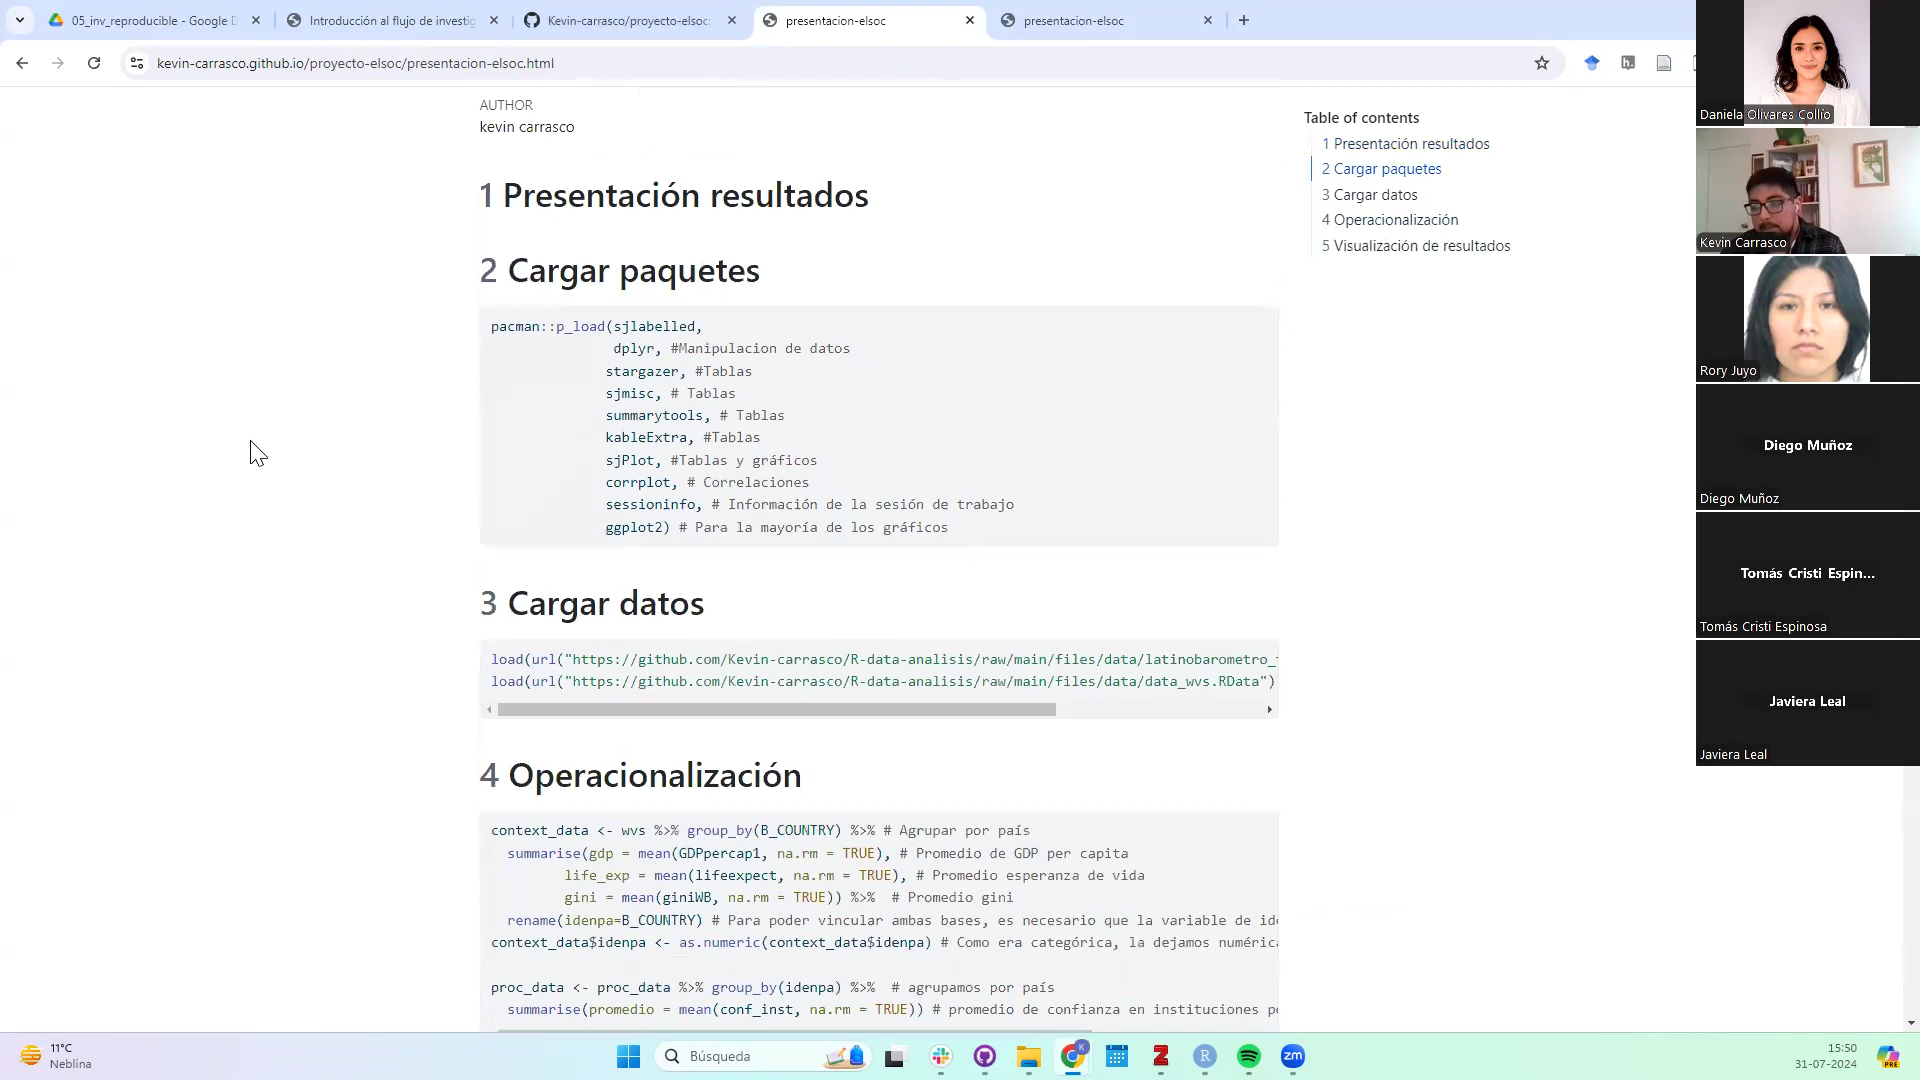 05_inv_reproducible - Google D
Introducción al flujo de investig
Kevin-carrasco/proyecto-elsoc:
presentacion-elsoc
presentacion-elsoc
kevin-carrasco.github.io/proyecto-elsoc/presentacion-elsoc.html
AUTHOR
kevin carrasco
1 Presentación resultados
2 Cargar paquetes
pacman::p_load(sjlabelled,
dplyr, #Manipulacion de datos
stargazer, #Tablas
sjmisc, # Tablas
summarytools, # Tablas
kableExtra, #Tablas
sjPlot, #Tablas y gráficos
corrplot, # Correlaciones
sessioninfo, # Información de la sesión de trabajo
ggplot2) # Para la mayoría de los gráficos
3 Cargar datos
load(url("https://github.com/Kevin-carrasco/R-data-analisis/raw/main/files/data/latinobarometro_
load(url("https://github.com/Kevin-carrasco/R-data-analisis/raw/main/files/data/data_wvs.RData")
4 Operacionalización
context_data <- wvs %>% group_by(B_COUNTRY) %>% # Agrupar por país
summarise(gdp = mean(GDPpercap1, na.rm = TRUE), # Promedio de GDP per capita
life_exp = mean(lifeexpect, na.rm = TRUE), # Promedio esperanza de vida
gini = mean(giniWB, na.rm = TRUE)) %>% # Promedio gini
rename(idenpa=B_COUNTRY) # Para poder vincular ambas bases, es necesario que la variable de ide
context_data$idenpa <- as.numeric(context_data$idenpa) # Como era categórica, la dejamos numérica
proc_data <- proc_data %>% group_by(idenpa) %>% # agrupamos por país
summarise(promedio = mean(conf_inst, na.rm = TRUE)) # promedio de confianza en instituciones p
Table of contents
1 Presentación resultados
2 Cargar paquetes
3 Cargar datos
4 Operacionalización
5 Visualización de resultados
Daniela Olivares Collío
Kevin Carrasco
Rory Juyo
Diego Muñoz
Diego Muñoz
Tomás Cristi Espin...
Tomás Cristi Espinosa
Javiera Leal
Javiera Leal
11°C
Neblina
Búsqueda
K
Z
R
zm
15:50
31-07-2024
PRE